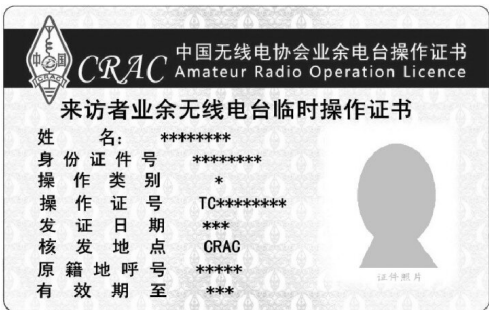 中国
CRAC
CRAC 中国无线电协会业余电台操作证书
Amateur Radio Operation Licence
来访者业余无线电台临时操作证书
姓 名： ********
身份证件号 ********
操作类别 *
操作证号 TC********
发证日期 ***
核发地点 CRAC
原籍地呼号 *****
有效期至 ***
证件照片